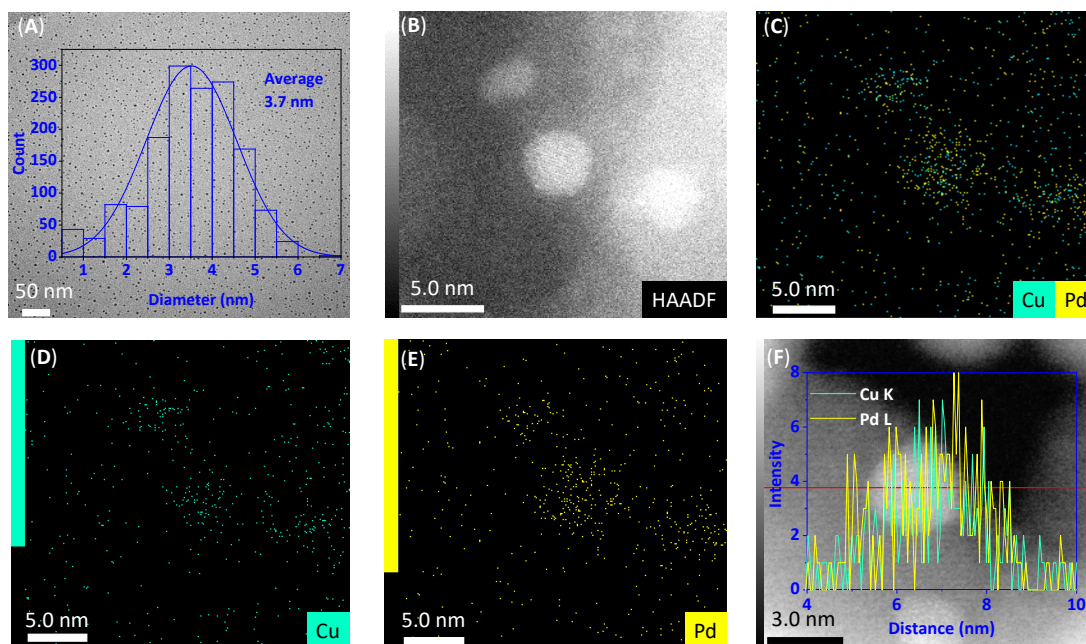 (A)
300
250
200
150
100
50
0
Count
Average
3.7 nm
1 2 3 4 5 6 7
Diameter (nm)
50 nm
(B)
5.0 nm
HAADF
(C)
5.0 nm
Cu Pd
(D)
5.0 nm
Cu
(E)
5.0 nm
Pd
(F)
8
6
4
2
0
Intensity
Cu K
Pd L
4 6 8 10
Distance (nm)
3.0 nm